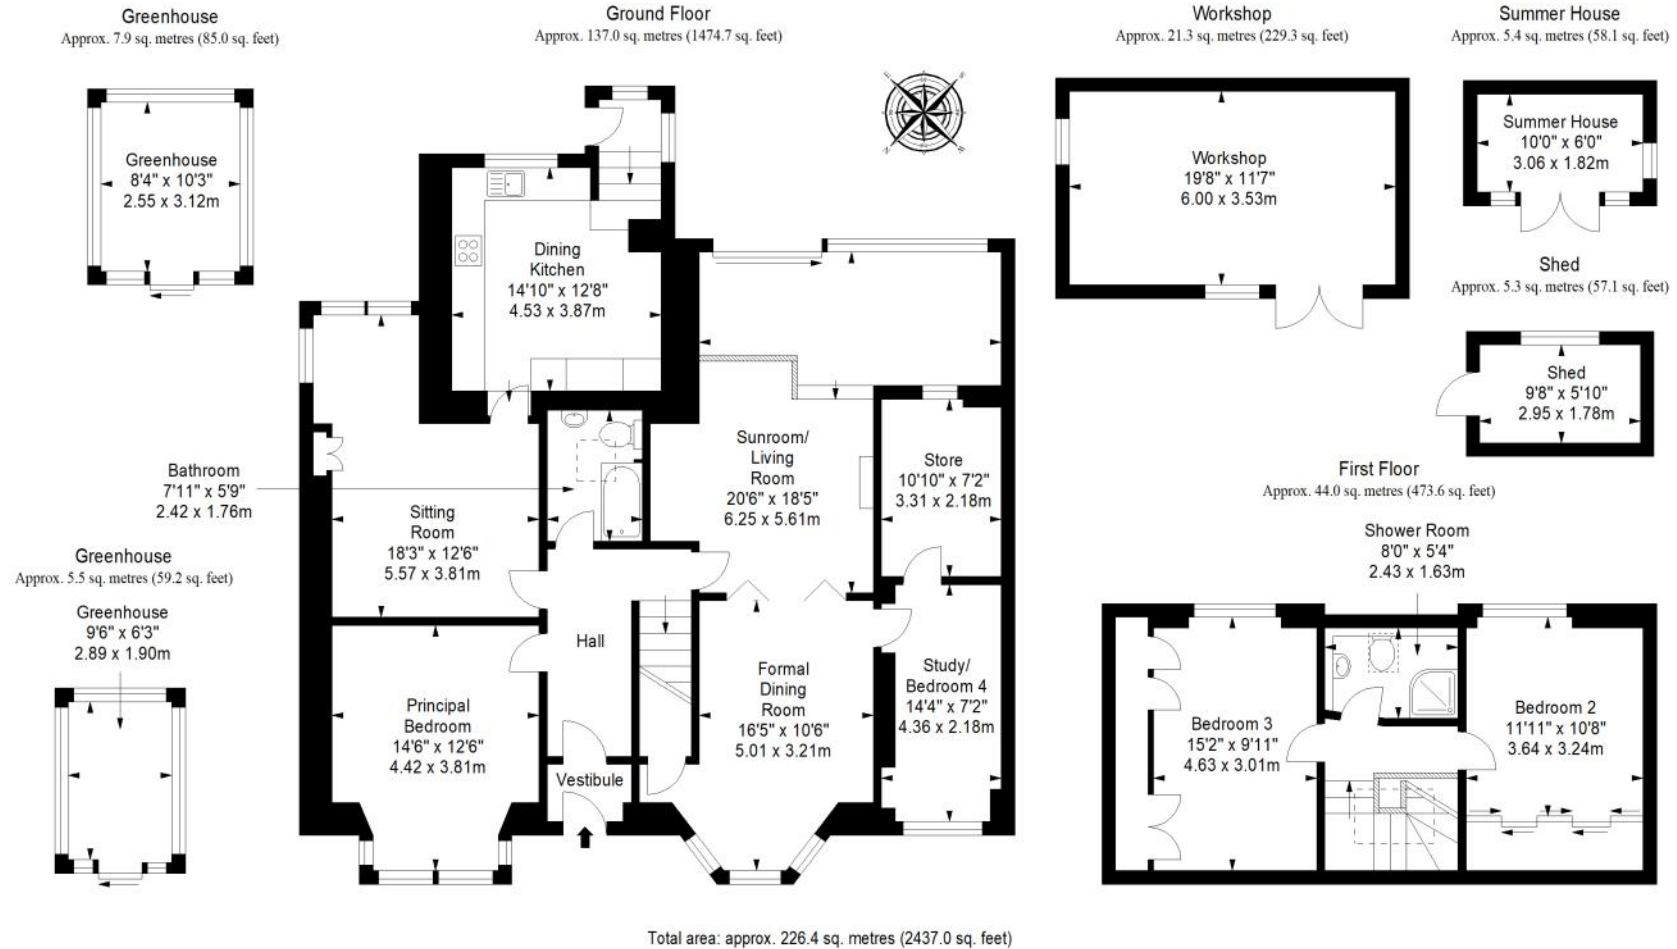 Greenhouse
Approx. 7.9 sq. metres (85.0 sq. feet)
Greenhouse
8'4" x 10'3"
2.55 x 3.12m
Ground Floor
Approx. 137.0 sq. metres (1474.7 sq. feet)
Dining
Kitchen
14'10" x 12'8"
4.53 x 3.87m
Bathroom
7'11" x 5'9"
2.42 x 1.76m
Sitting
Room
18'3" x 12'6"
5.57 x 3.81m
Sunroom/
Living
Room
20'6" x 18'5"
6.25 x 5.61m
Store
10'10" x 7'2"
3.31 x 2.18m
Hall
Principal
Bedroom
14'6" x 12'6"
4.42 x 3.81m
Vestibule
Formal
Dining
Room
16'5" x 10'6"
5.01 x 3.21m
Study/
Bedroom 4
14'4" x 7'2"
4.36 x 2.18m
Greenhouse
Approx. 5.5 sq. metres (59.2 sq. feet)
Greenhouse
9'6" x 6'3"
2.89 x 1.90m
Workshop
Approx. 21.3 sq. metres (229.3 sq. feet)
Workshop
19'8" x 11'7"
6.00 x 3.53m
Summer House
Approx. 5.4 sq. metres (58.1 sq. feet)
Summer House
10'0" x 6'0"
3.06 x 1.82m
Shed
Approx. 5.3 sq. metres (57.1 sq. feet)
Shed
9'8" x 5'10"
2.95 x 1.78m
First Floor
Approx. 44.0 sq. metres (473.6 sq. feet)
Shower Room
8'0" x 5'4"
2.43 x 1.63m
Bedroom 3
15'2" x 9'11"
4.63 x 3.01m
Bedroom 2
11'11" x 10'8"
3.64 x 3.24m
Total area: approx. 226.4 sq. metres (2437.0 sq. feet)